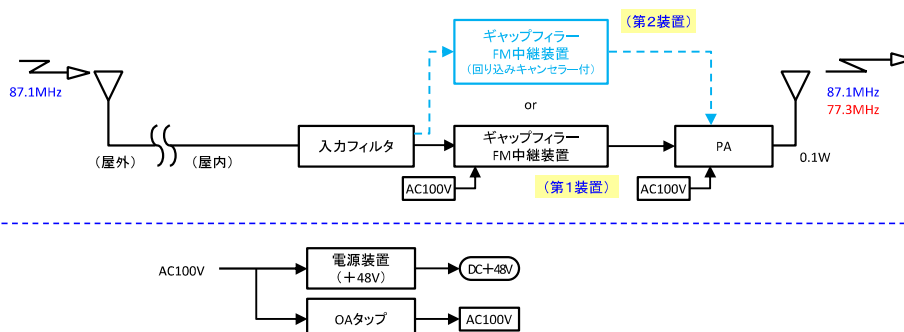 (第2装置)
ギャップフィラー
FM中継装置
(回り込みキャンセラー付)
87.1MHz
87.1MHz
77.3MHz
or
(屋外)
(屋内)
入力フィルタ
ギャップフィラー
FM中継装置
PA
0.1W
AC100V
(第1装置)
AC100V
AC100V
電源装置
(+48V)
DC+48V
OAタップ
AC100V